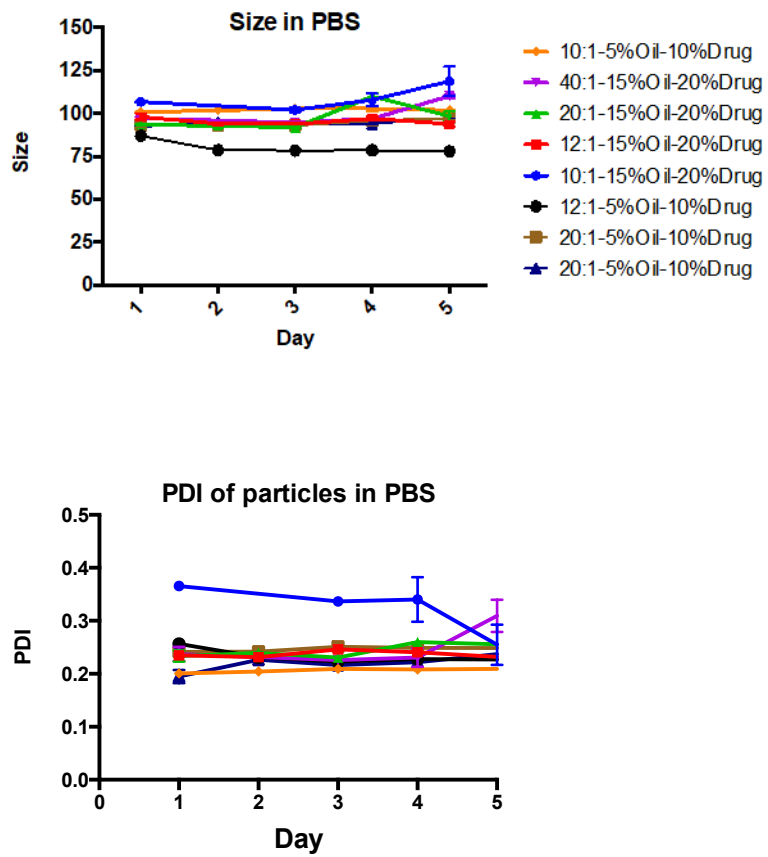 Size in PBS
150
125
100
75
50
25
0
Size
1 2 3 4 5
Day
10:1-5%Oil-10%Drug
40:1-15%Oil-20%Drug
20:1-15%Oil-20%Drug
12:1-15%Oil-20%Drug
10:1-15%Oil-20%Drug
12:1-5%Oil-10%Drug
20:1-5%Oil-10%Drug
20:1-5%Oil-10%Drug
PDI of particles in PBS
0.5
0.4
0.3
0.2
0.1
0.0
PDI
0 1 2 3 4 5
Day